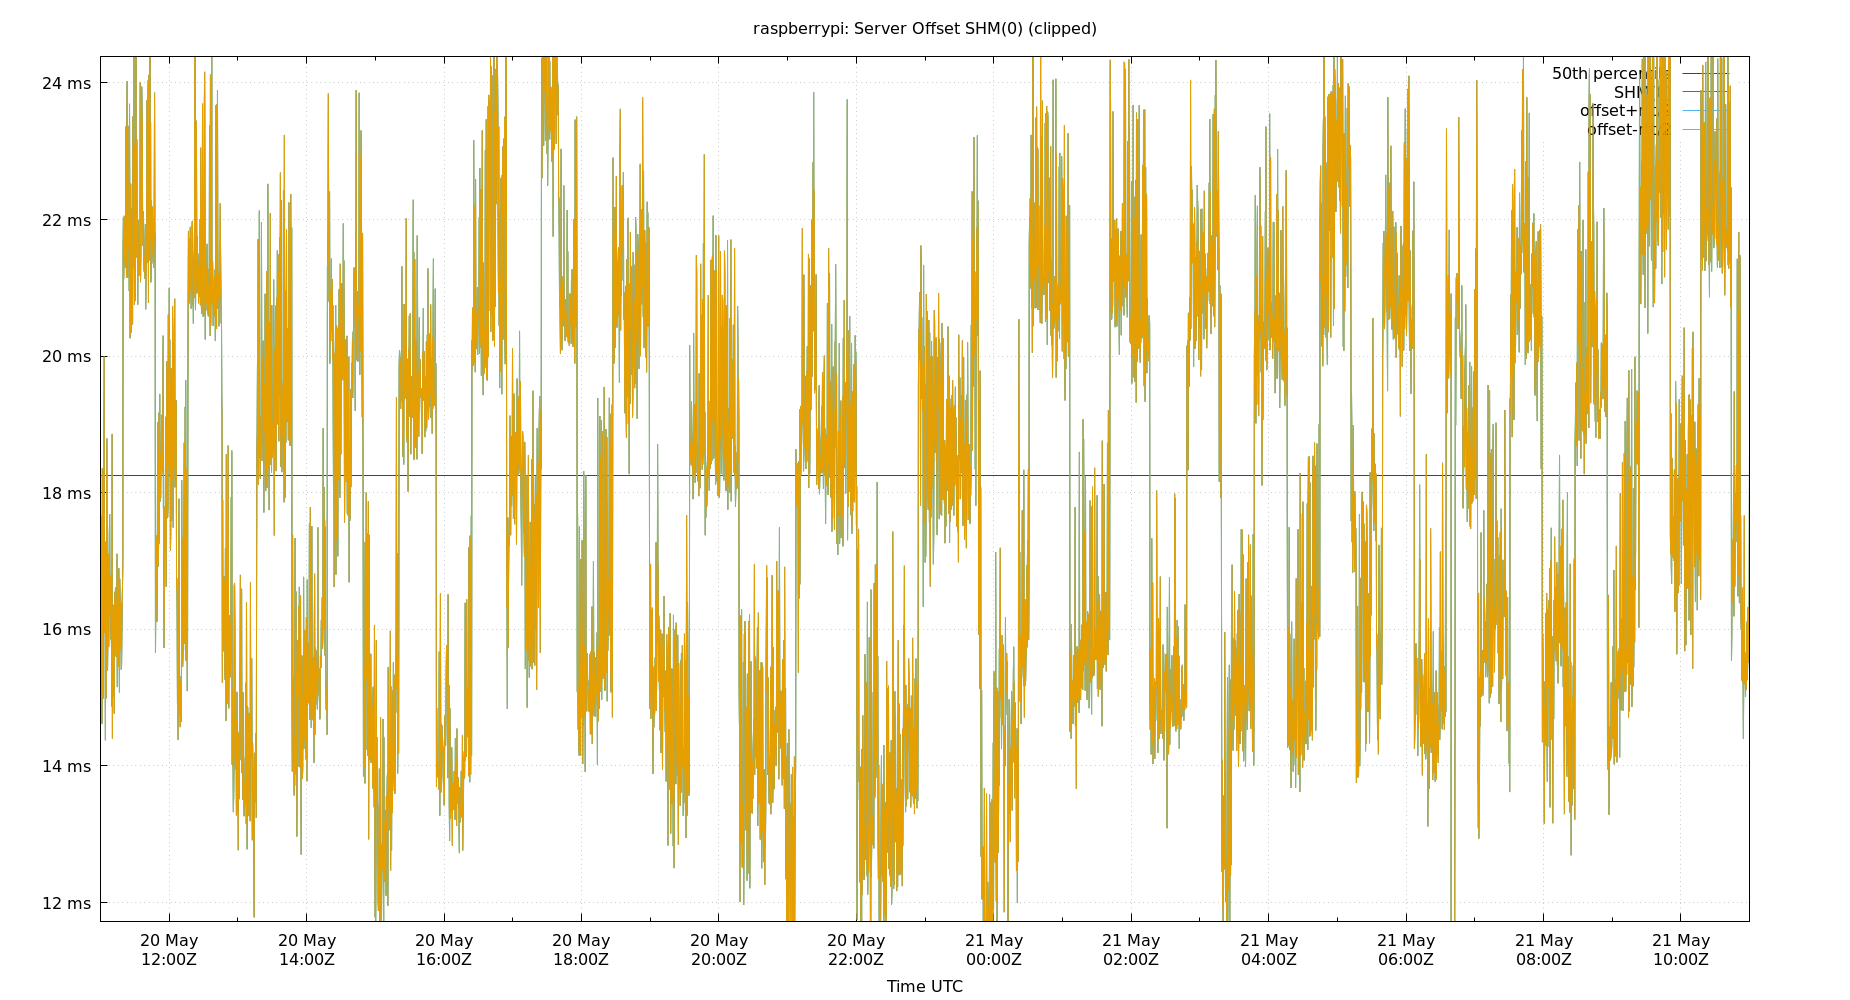 raspberrypi: Server Offset SHM(0) (clipped)
24 ms
22 ms
20 ms
18 ms
16 ms
14 ms
12 ms
50th
20 May 20 May 20 May 20 May 20 May 20 May 21 May 21 May 21 May 21 May 21 May 21 May
12:00Z 14:00Z 16:00Z 18:00Z 20:00Z 22:00Z 00:00Z 02:00Z 04:00Z 06:00Z 08:00Z 10:00Z
Time UTC